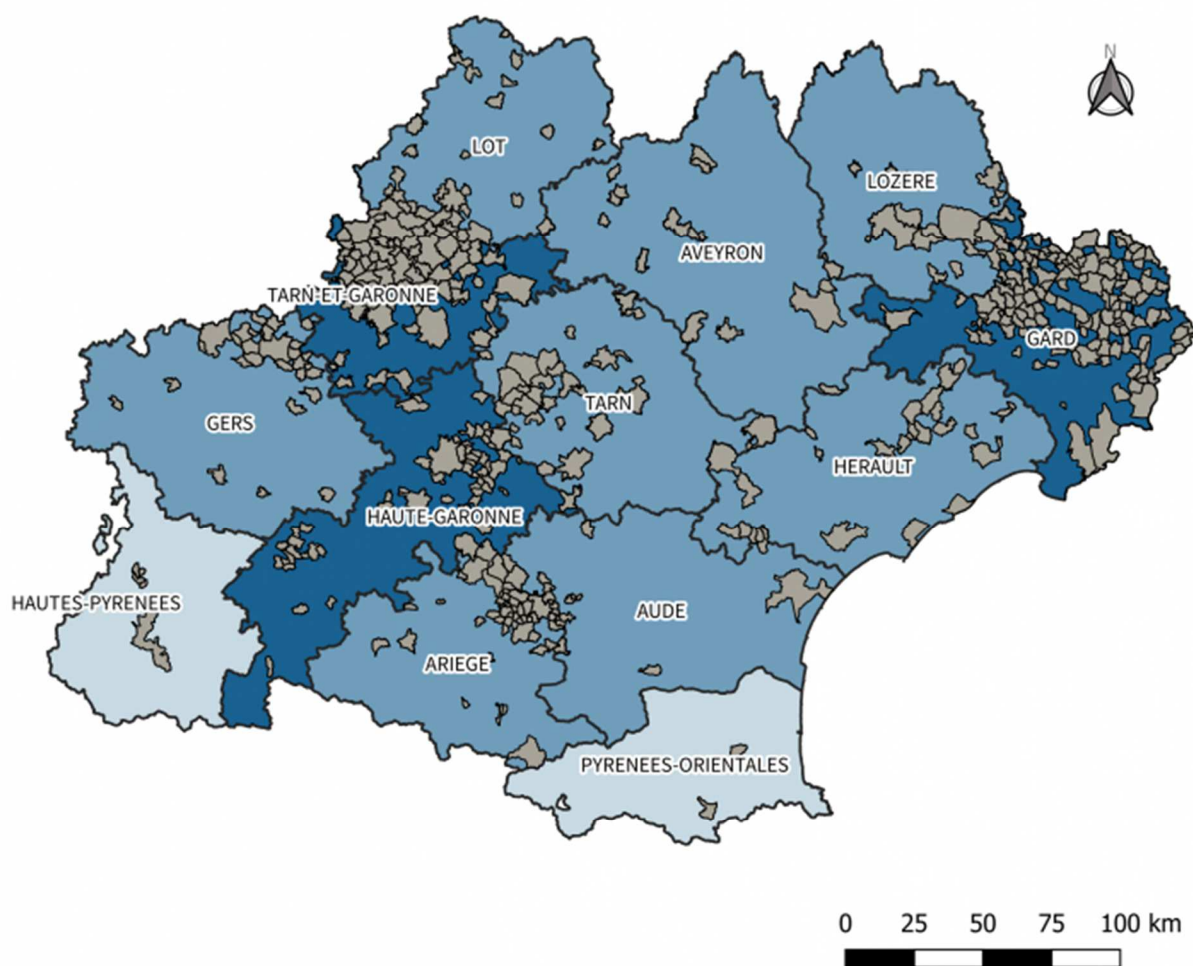 N
LOT
LOZERE
AVEYRON
TARN-ET-GARONNE
GARD
TARN
GERS
HERAULT
HAUTE-GARONNE
HAUTES-PYRENEES
AUDE
ARIEGE
PYRENEES-ORIENTALES
0 25 50 75 100 km